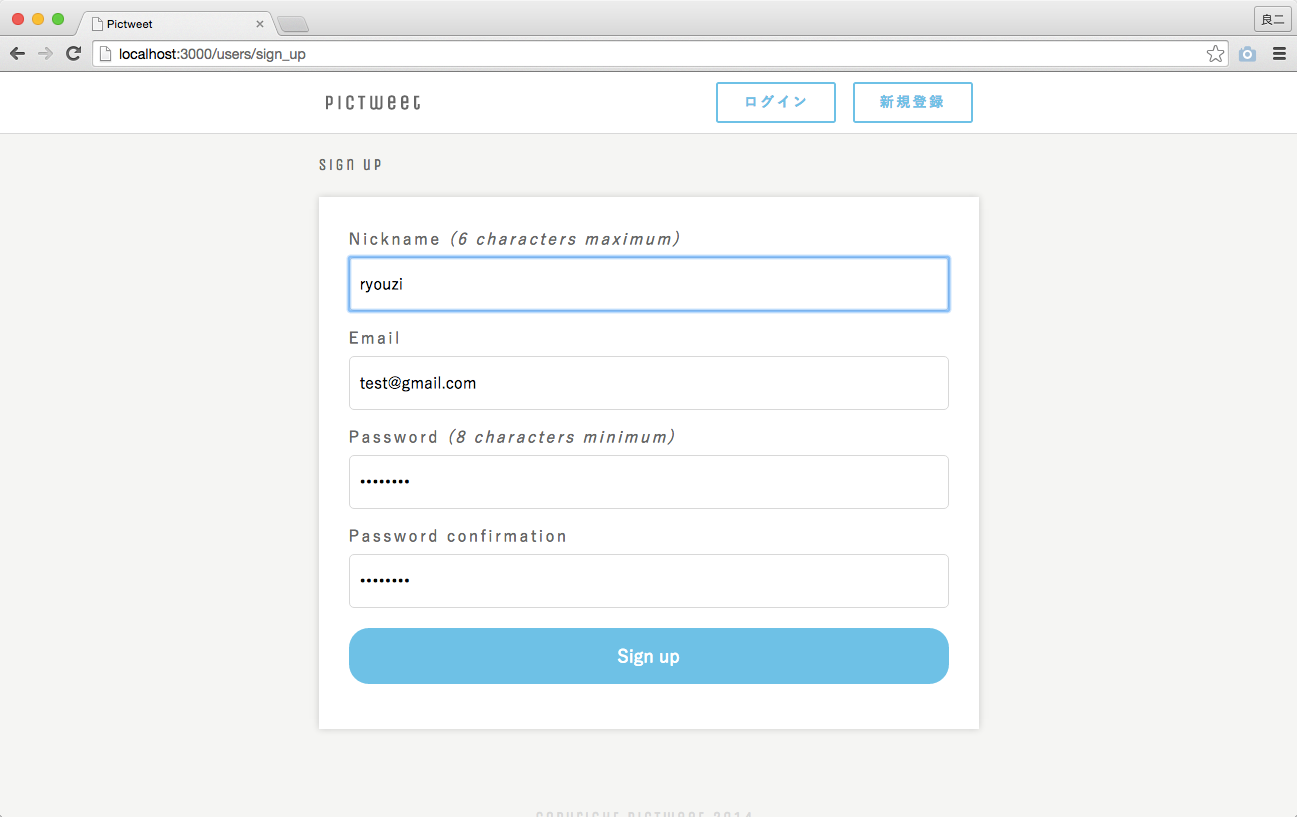 Pictweet
良二
localhost:3000/users/sign_up
PICTWEET
ログイン
新規登録
SIGN UP
Nickname (6 characters maximum)
ryouzi
Email
test@gmail.com
Password (8 characters minimum)
••••••••
Password confirmation
••••••••
Sign up